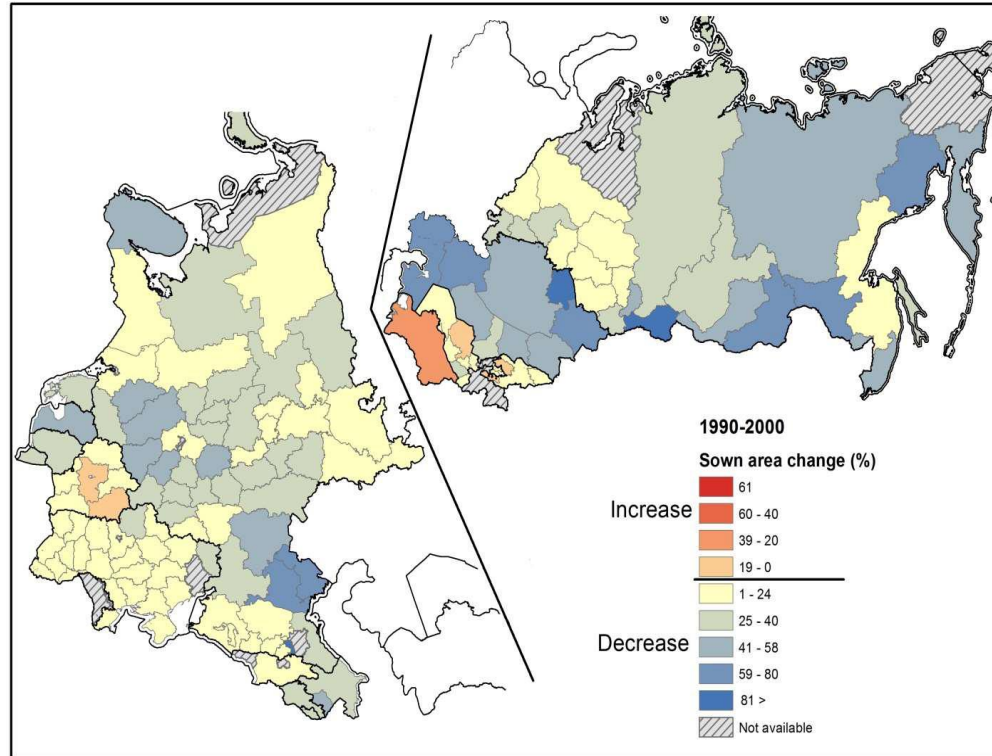 1990-2000
Sown area change (%)
Increase
61
60 - 40
39 - 20
19 - 0
Decrease
1 - 24
25 - 40
41 - 58
59 - 80
81 >
Not available